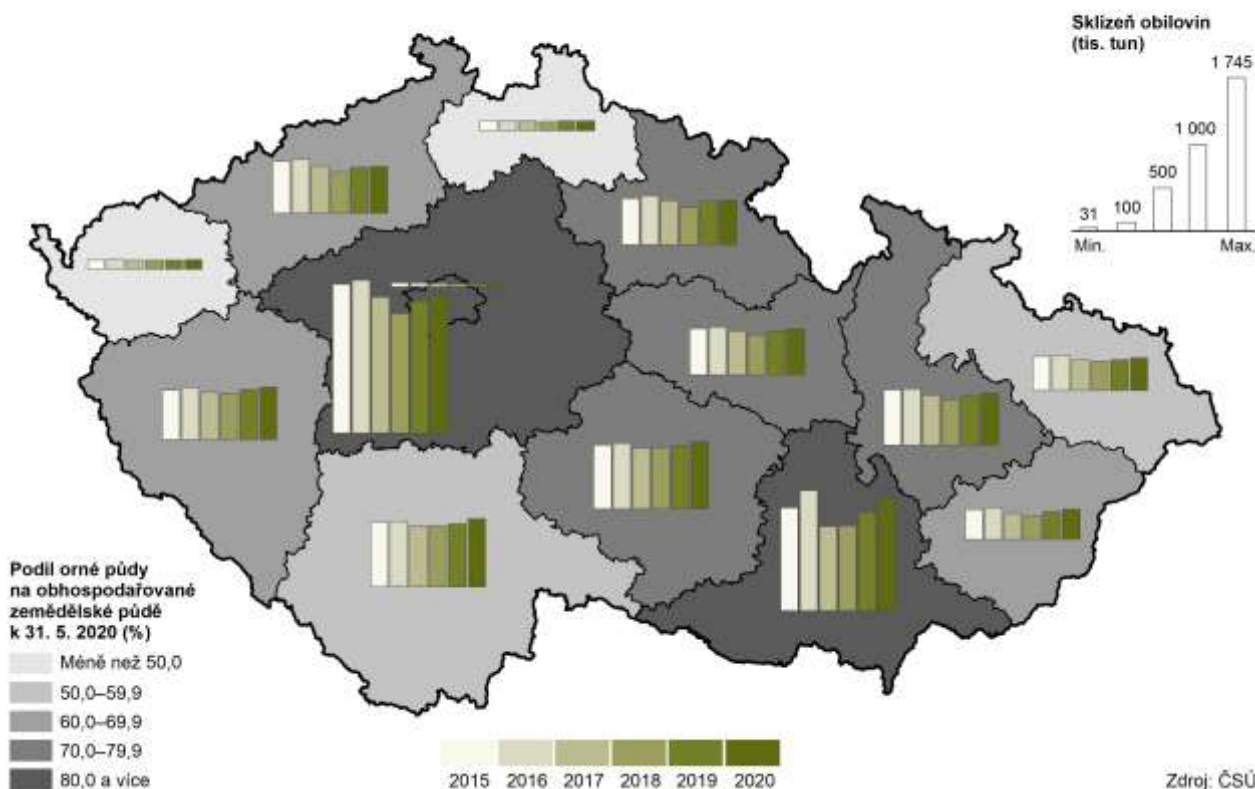 Sklizeň obilovin
(tis. tun)
1 745
1 000
500
100
31
Min.
Max.
Podíl orné půdy
na obhospodařované
zemědělské půdě
k 31. 5. 2020 (%)
Méně než 50,0
50,0–59,9
60,0–69,9
70,0–79,9
80,0 a více
2015 2016 2017 2018 2019 2020
Zdroj: ČSÚ